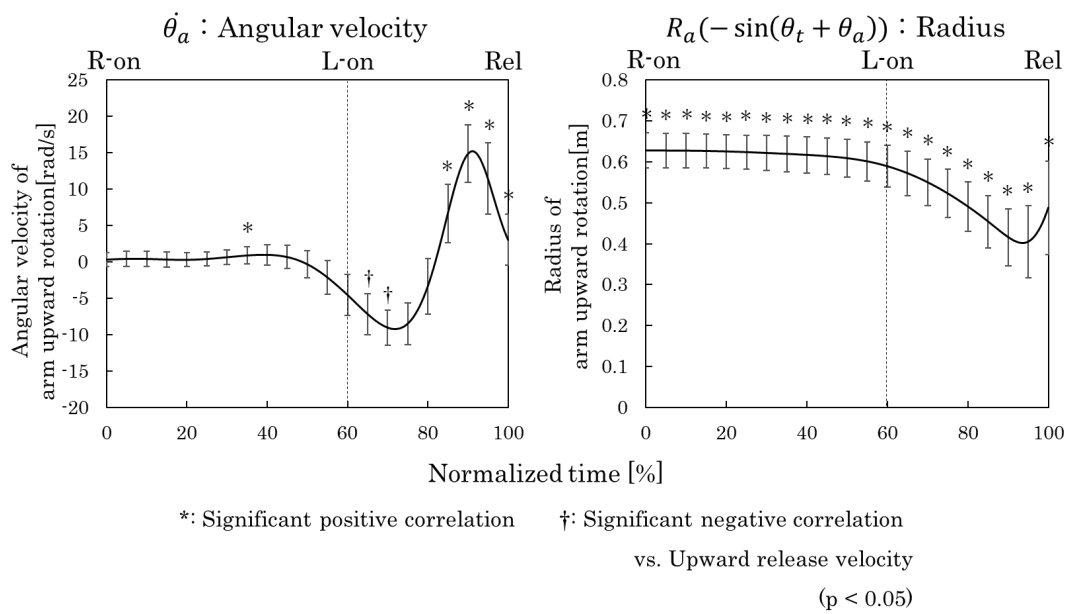 θ̇ₐ : Angular velocity
R-on L-on Rel
Angular velocity of
arm upward rotation[rad/s]
25
20
15
10
5
0
-5
-10
-15
-20
* † † * * * *
0 20 40 60 80 100
Rₐ(− sin(θₜ + θₐ)) : Radius
R-on L-on Rel
Radius of
arm upward rotation[m]
0.8
0.7
0.6
0.5
0.4
0.3
0.2
0.1
0
* * * * * * * * * * * * * * * * * * * * *
0 20 40 60 80 100
Normalized time [%]
*: Significant positive correlation †: Significant negative correlation
vs. Upward release velocity
(p < 0.05)